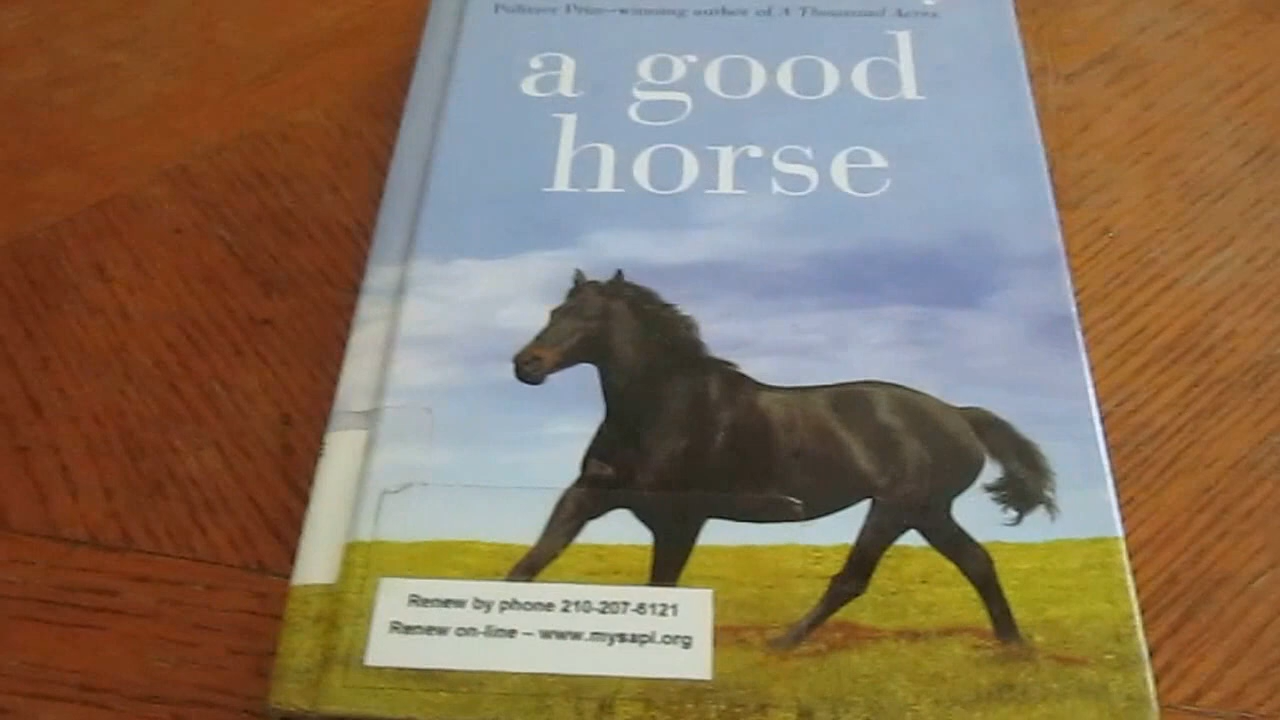 Pulitzer Prize-winning author of A Thousand Acres
a good
horse
Renew by phone 210-207-6121
Renew on-line – www.mysapl.org